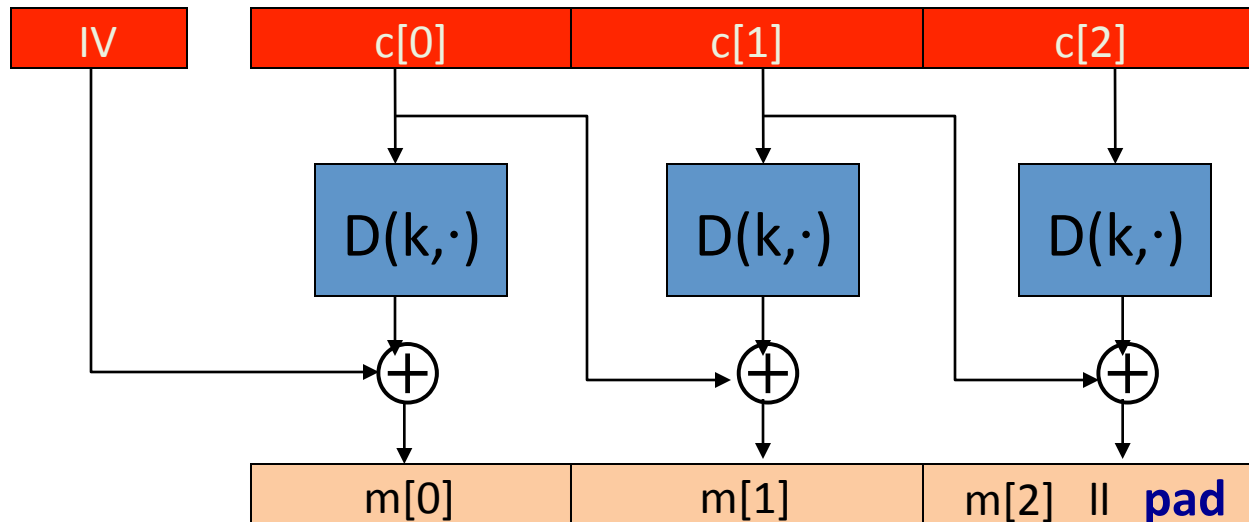 IV c[0] c[1] c[2]
D(k,·) D(k,·) D(k,·)
m[0] m[1] m[2] ll pad